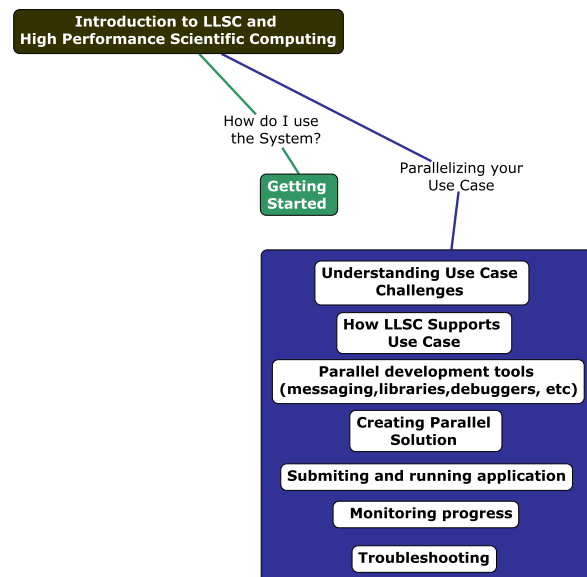 Introduction to LLSC and
High Performance Scientific Computing
How do I use
the System?
Getting
Started
Parallelizing your
Use Case
Understanding Use Case
Challenges
How LLSC Supports
Use Case
Parallel development tools
(messaging,libraries,debuggers, etc)
Creating Parallel
Solution
Submiting and running application
Monitoring progress
Troubleshooting